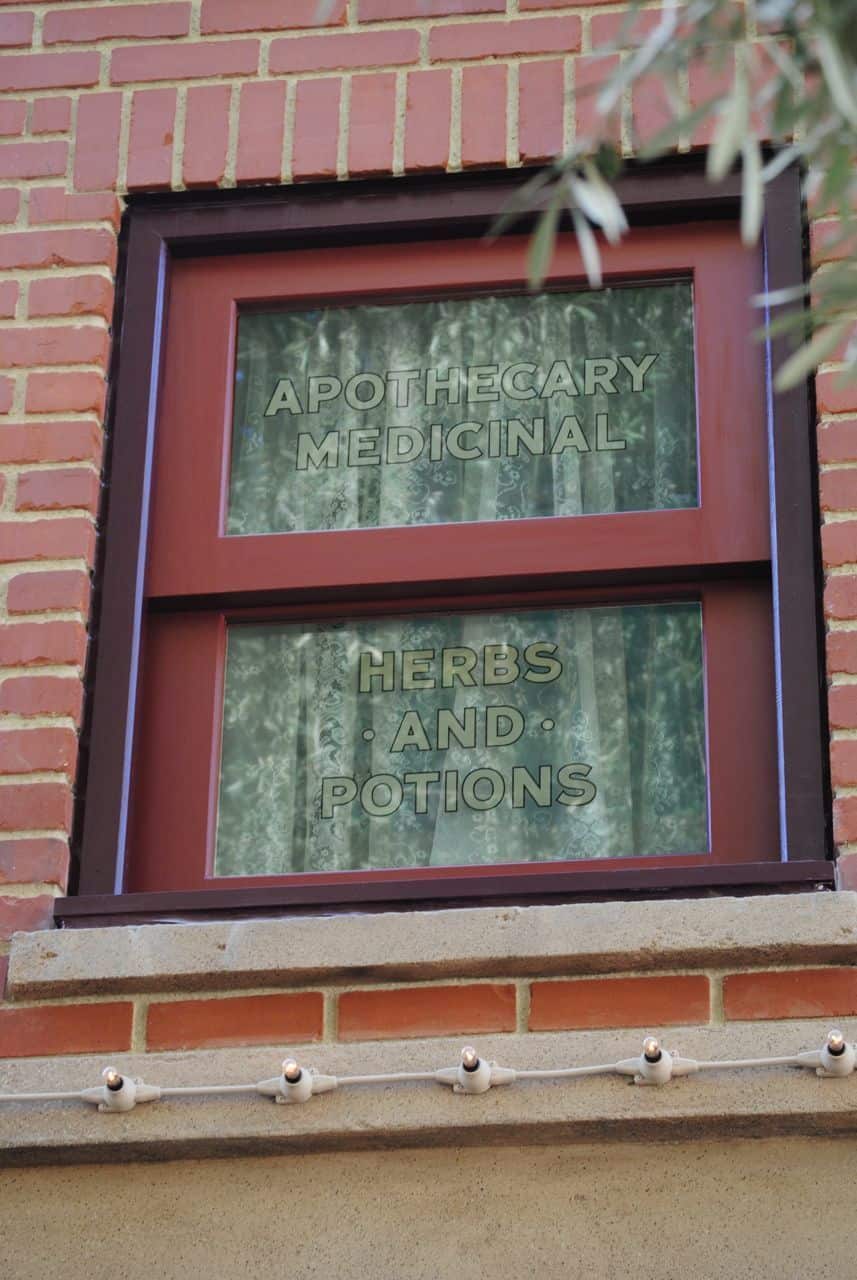 APOTHECARY
MEDICINAL
HERBS
· AND ·
POTIONS